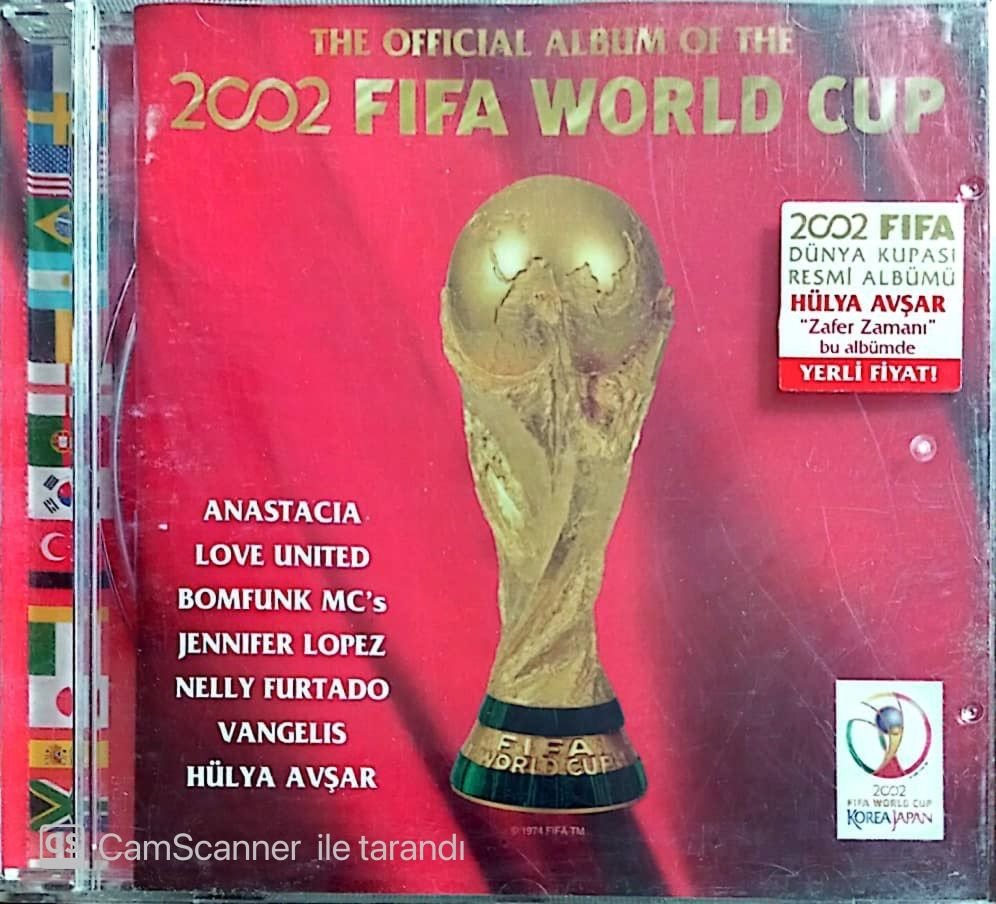 THE OFFICIAL ALBUM OF THE
2002 FIFA WORLD CUP
2002 FIFA
DÜNYA KUPASI
RESMİ ALBÜMÜ
HÜLYA AVŞAR
"Zafer Zamanı"
bu albümde
YERLİ FİYAT!
ANASTACIA
LOVE UNITED
BOMFUNK MC's
JENNIFER LOPEZ
NELLY FURTADO
VANGELIS
HÜLYA AVŞAR
FIFA
WORLD CUP
© 1974 FIFA TM
2002
FIFA WORLD CUP
KOREA JAPAN
CS CamScanner ile tarandı